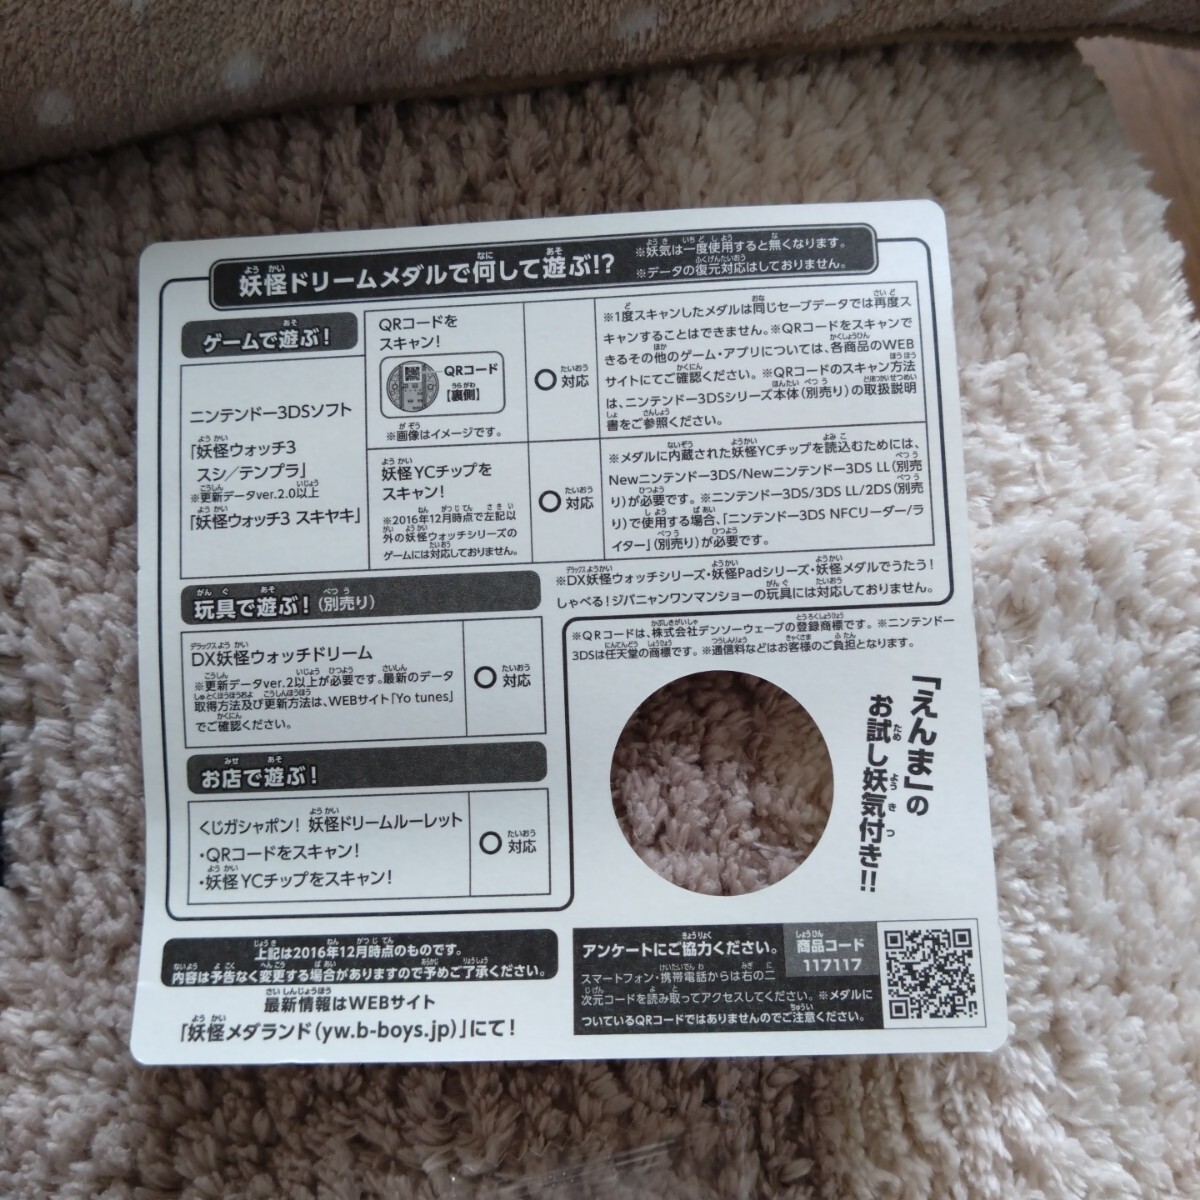 妖怪ドリームメダルで何して遊ぶ!?
※妖気は一度使用すると無くなります。
※データの復元対応はしておりません。
ゲームで遊ぶ!
ニンテンドー3DSソフト
「妖怪ウォッチ3
スシ/テンプラ」
※更新データver.2.0以上
「妖怪ウォッチ3 スキヤキ」
QRコードを
スキャン!
QRコード
【裏側】
※画像はイメージです。
対応
※1度スキャンしたメダルは同じセーブデータでは再度ス
キャンすることはできません。※QRコードをスキャンで
きるその他のゲーム・アプリについては、各商品のWEB
サイトにてご確認ください。※QRコードのスキャン方法
は、ニンテンドー3DSシリーズ本体(別売り)の取扱説明
書をご参照ください。
妖怪YCチップを
スキャン!
※2016年12月時点で左記以
外の妖怪ウォッチシリーズの
ゲームには対応しておりません。
対応
※メダルに内蔵された妖怪YCチップを読込むためには、
Newニンテンドー3DS/Newニンテンドー3DS LL(別売
り)が必要です。※ニンテンドー3DS/3DS LL/2DS(別売
り)で使用する場合、「ニンテンドー3DS NFCリーダー/ラ
イター」(別売り)が必要です。
※DX妖怪ウォッチシリーズ・妖怪Padシリーズ・妖怪メダルでうたう!
しゃべる!ジバニャンワンマンショーの玩具には対応しておりません。
玩具で遊ぶ!(別売り)
DX妖怪ウォッチドリーム
※更新データver.2以上が必要です。最新のデータ
取得方法及び更新方法は、WEBサイト「Yo tunes」
でご確認ください。
対応
お店で遊ぶ!
くじガシャポン! 妖怪ドリームルーレット
・QRコードをスキャン!
・妖怪YCチップをスキャン!
対応
※QRコードは、株式会社デンソーウェーブの登録商標です。※ニンテンドー
3DSは任天堂の商標です。※通信料などはお客様のご負担となります。
「えんま」の
お試し妖気付き!!
上記は2016年12月時点のものです。
内容は予告なく変更する場合がありますので予めご了承ください。
最新情報はWEBサイト
「妖怪メダランド(yw.b-boys.jp)」にて!
アンケートにご協力ください。
商品コード
117117
スマートフォン・携帯電話からは右の二
次元コードを読み取ってアクセスしてください。※メダルに
ついているQRコードではありませんのでご注意ください。